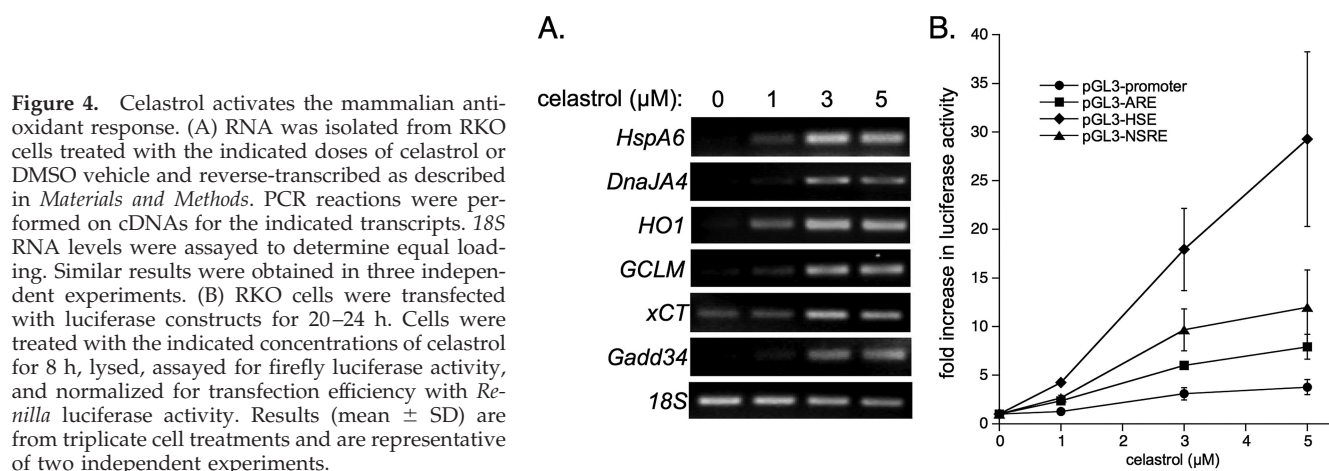 Figure 4. Celastrol activates the mammalian anti-
oxidant response. (A) RNA was isolated from RKO
cells treated with the indicated doses of celastrol or
DMSO vehicle and reverse-transcribed as described
in Materials and Methods. PCR reactions were per-
formed on cDNAs for the indicated transcripts. 18S
RNA levels were assayed to determine equal load-
ing. Similar results were obtained in three indepen-
dent experiments. (B) RKO cells were transfected
with luciferase constructs for 20–24 h. Cells were
treated with the indicated concentrations of celastrol
for 8 h, lysed, assayed for firefly luciferase activity,
and normalized for transfection efficiency with Re-
nilla luciferase activity. Results (mean ± SD) are
from triplicate cell treatments and are representative
of two independent experiments.
A.
celastrol (µM): 0 1 3 5
HspA6
DnaJA4
HO1
GCLM
xCT
Gadd34
18S
B.
fold increase in luciferase activity
40
35
30
25
20
15
10
5
0
pGL3-promoter
pGL3-ARE
pGL3-HSE
pGL3-NSRE
0 1 2 3 4 5
celastrol (µM)